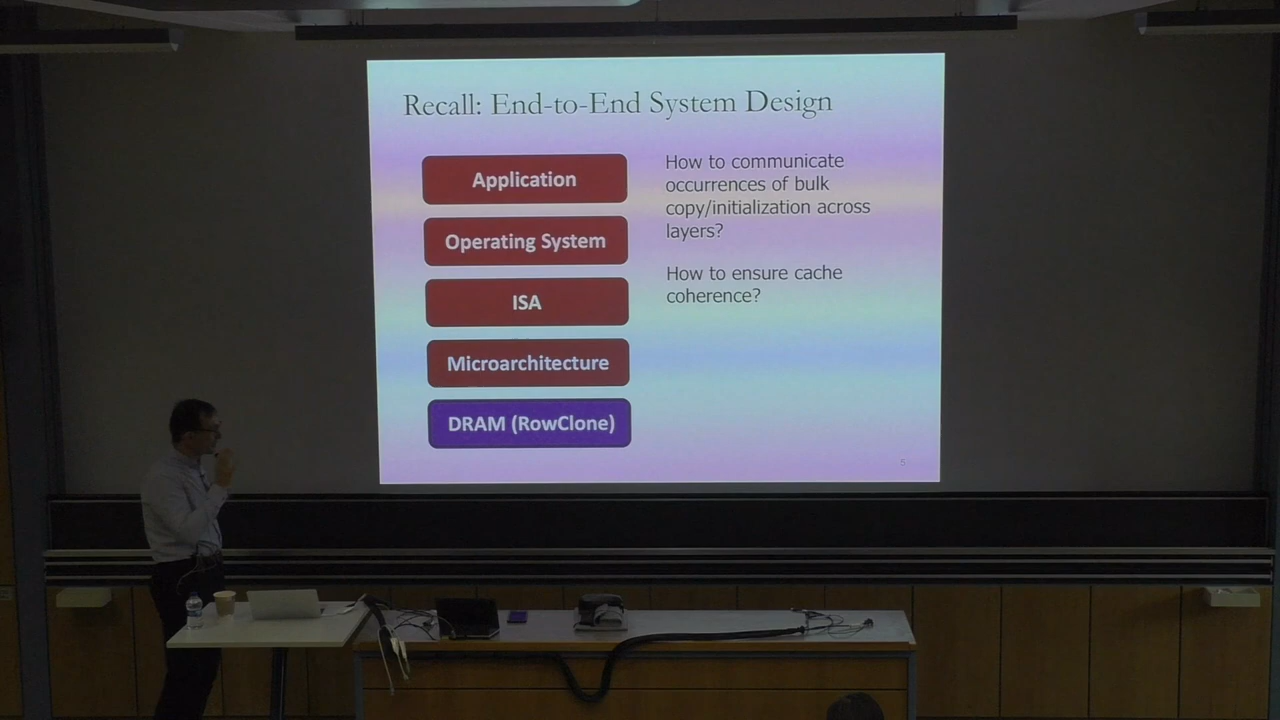 Recall: End-to-End System Design
Application
Operating System
ISA
Microarchitecture
DRAM (RowClone)
How to communicate
occurrences of bulk
copy/initialization across
layers?
How to ensure cache
coherence?
5